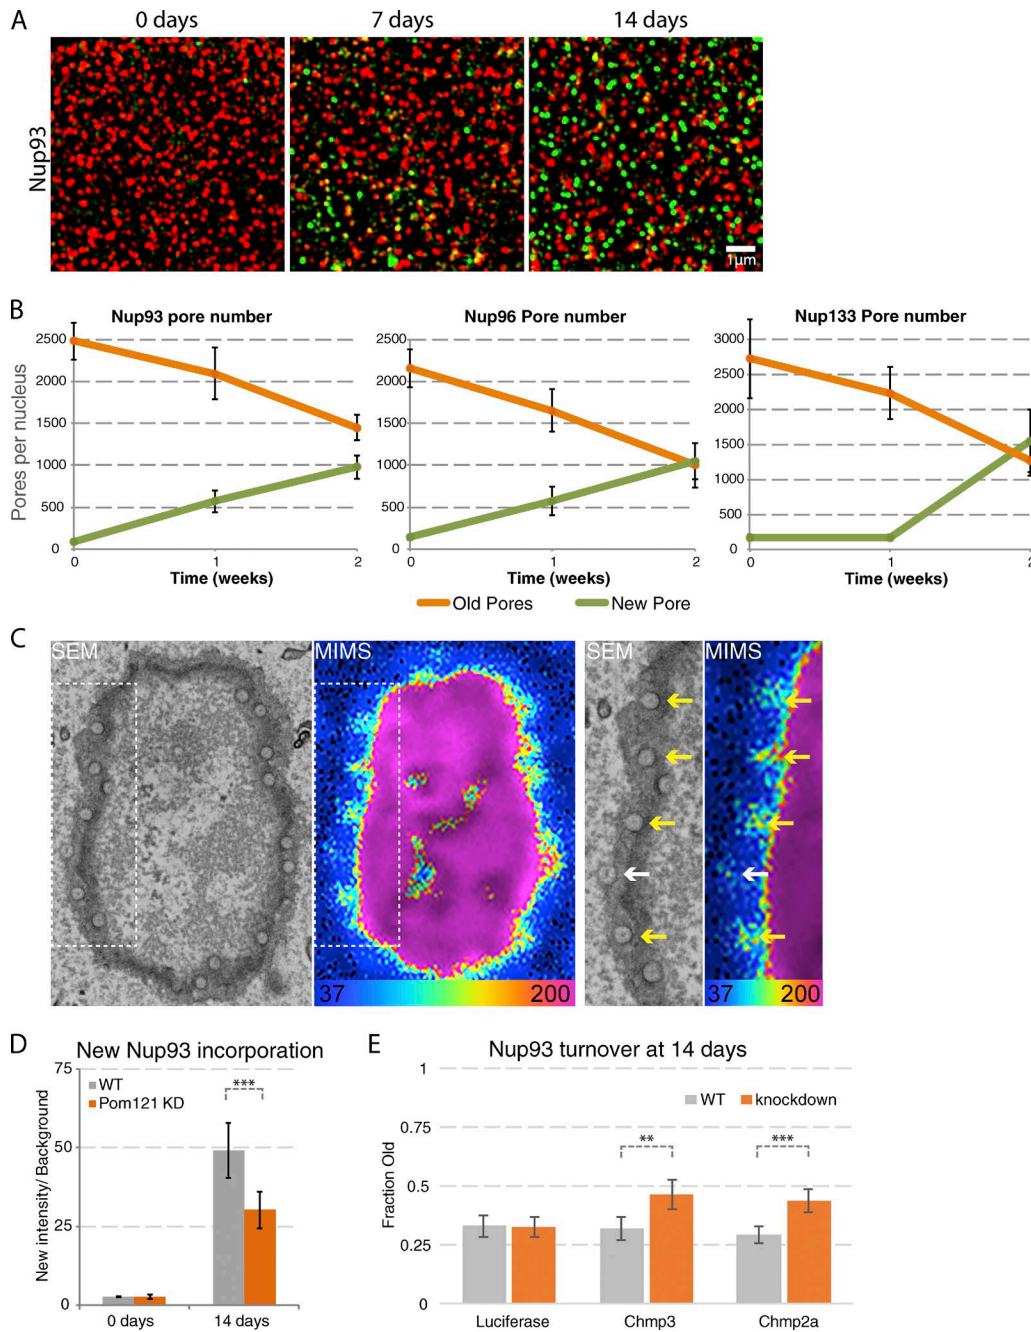 A
0 days 7 days 14 days
Nup93
1µm
B
Nup93 pore number
Nup96 Pore number
Nup133 Pore number
Pores per nucleus
2500
2000
1500
1000
500
0
0 1 2
Time (weeks)
2500
2000
1500
1000
500
0
0 1 2
Time (weeks)
3000
2500
2000
1500
1000
500
0
0 1 2
Time (weeks)
Old Pores New Pore
C
SEM MIMS SEM MIMS
37 200 37 200
D
New Nup93 incorporation
New intensity/ Background
75
50
25
0
WT
Pom121 KD
***
0 days 14 days
E
Nup93 turnover at 14 days
Fraction Old
1
0.75
0.5
0.25
0
WT knockdown
** ***
Luciferase Chmp3 Chmp2a